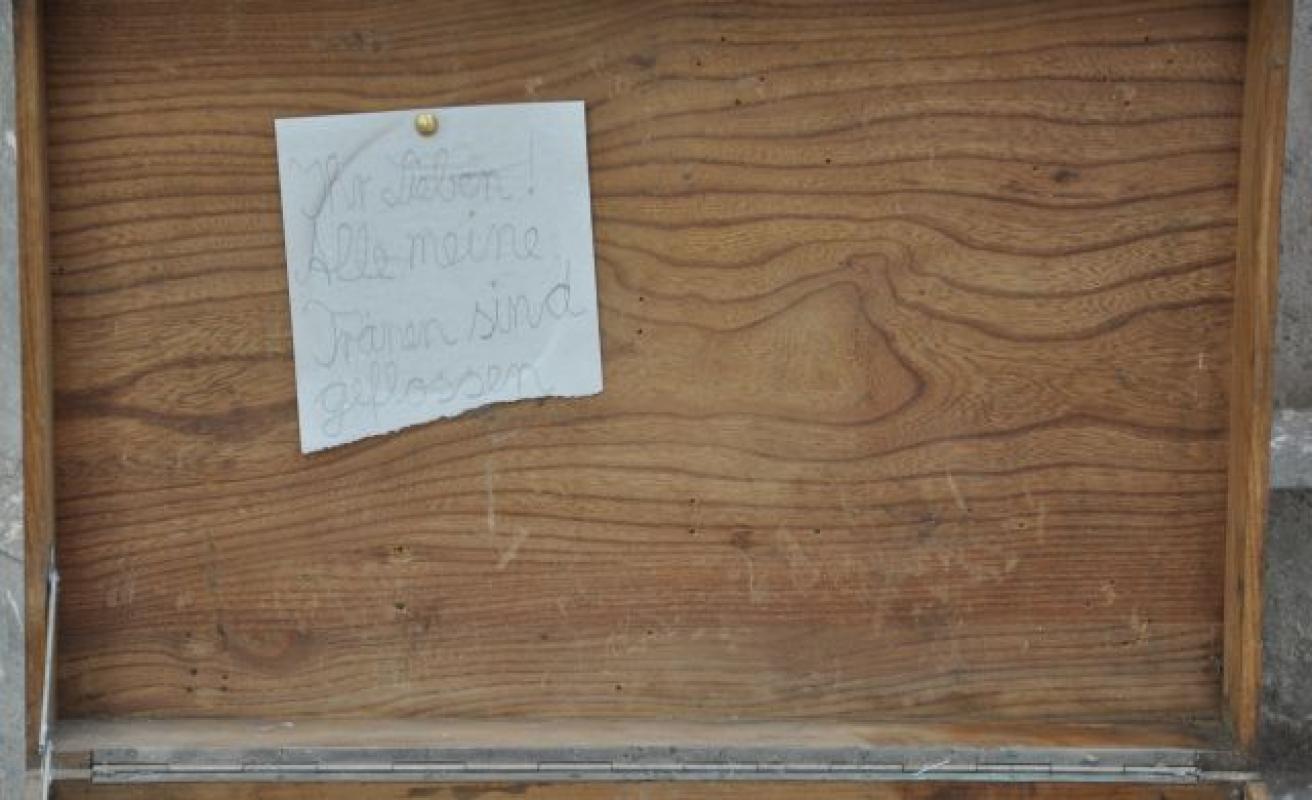 Ihr Lieben!
Alle meine
Tränen sind
geflossen